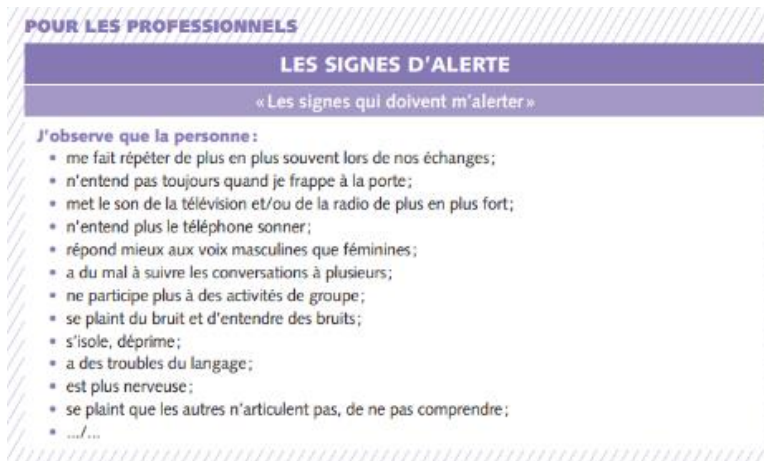 POUR LES PROFESSIONNELS
LES SIGNES D'ALERTE
«Les signes qui doivent m'alerter»
J'observe que la personne:
• me fait répéter de plus en plus souvent lors de nos échanges;
• n'entend pas toujours quand je frappe à la porte;
• met le son de la télévision et/ou de la radio de plus en plus fort;
• n'entend plus le téléphone sonner;
• répond mieux aux voix masculines que féminines;
• a du mal à suivre les conversations à plusieurs;
• ne participe plus à des activités de groupe;
• se plaint du bruit et d'entendre des bruits;
• s'isole, déprime;
• a des troubles du langage;
• est plus nerveuse;
• se plaint que les autres n'articulent pas, de ne pas comprendre;
• .../...